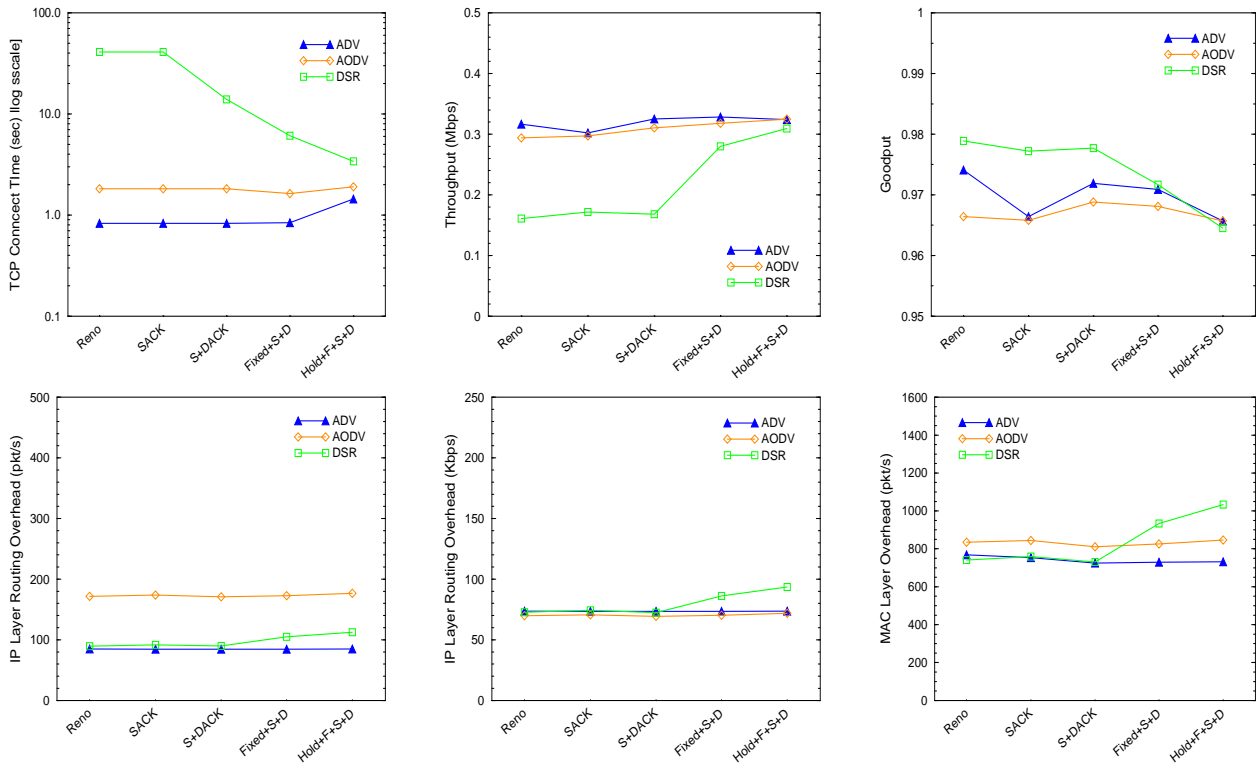 TCP Conncect TIme (sec) llog sscale]
100.0
10.0
1.0
0.1
ADV
AODV
DSR
Reno
SACK
S+DACK
Fixed+S+D
Hold+F+S+D
Throughput (Mbps)
0.5
0.4
0.3
0.2
0.1
0
ADV
AODV
DSR
Reno
SACK
S+DACK
Fixed+S+D
Hold+F+S+D
Goodput
1
0.99
0.98
0.97
0.96
0.95
ADV
AODV
DSR
Reno
SACK
S+DACK
Fixed+S+D
Hold+F+S+D
IP Layer Routing Overhead (pkt/s)
500
400
300
200
100
0
ADV
AODV
DSR
Reno
SACK
S+DACK
Fixed+S+D
Hold+F+S+D
IP Layer Routing Overhead (Kbps)
250
200
150
100
50
0
ADV
AODV
DSR
Reno
SACK
S+DACK
Fixed+S+D
Hold+F+S+D
MAC Layer Overhead (pkt/s)
1600
1400
1200
1000
800
600
400
200
0
ADV
AODV
DSR
Reno
SACK
S+DACK
Fixed+S+D
Hold+F+S+D